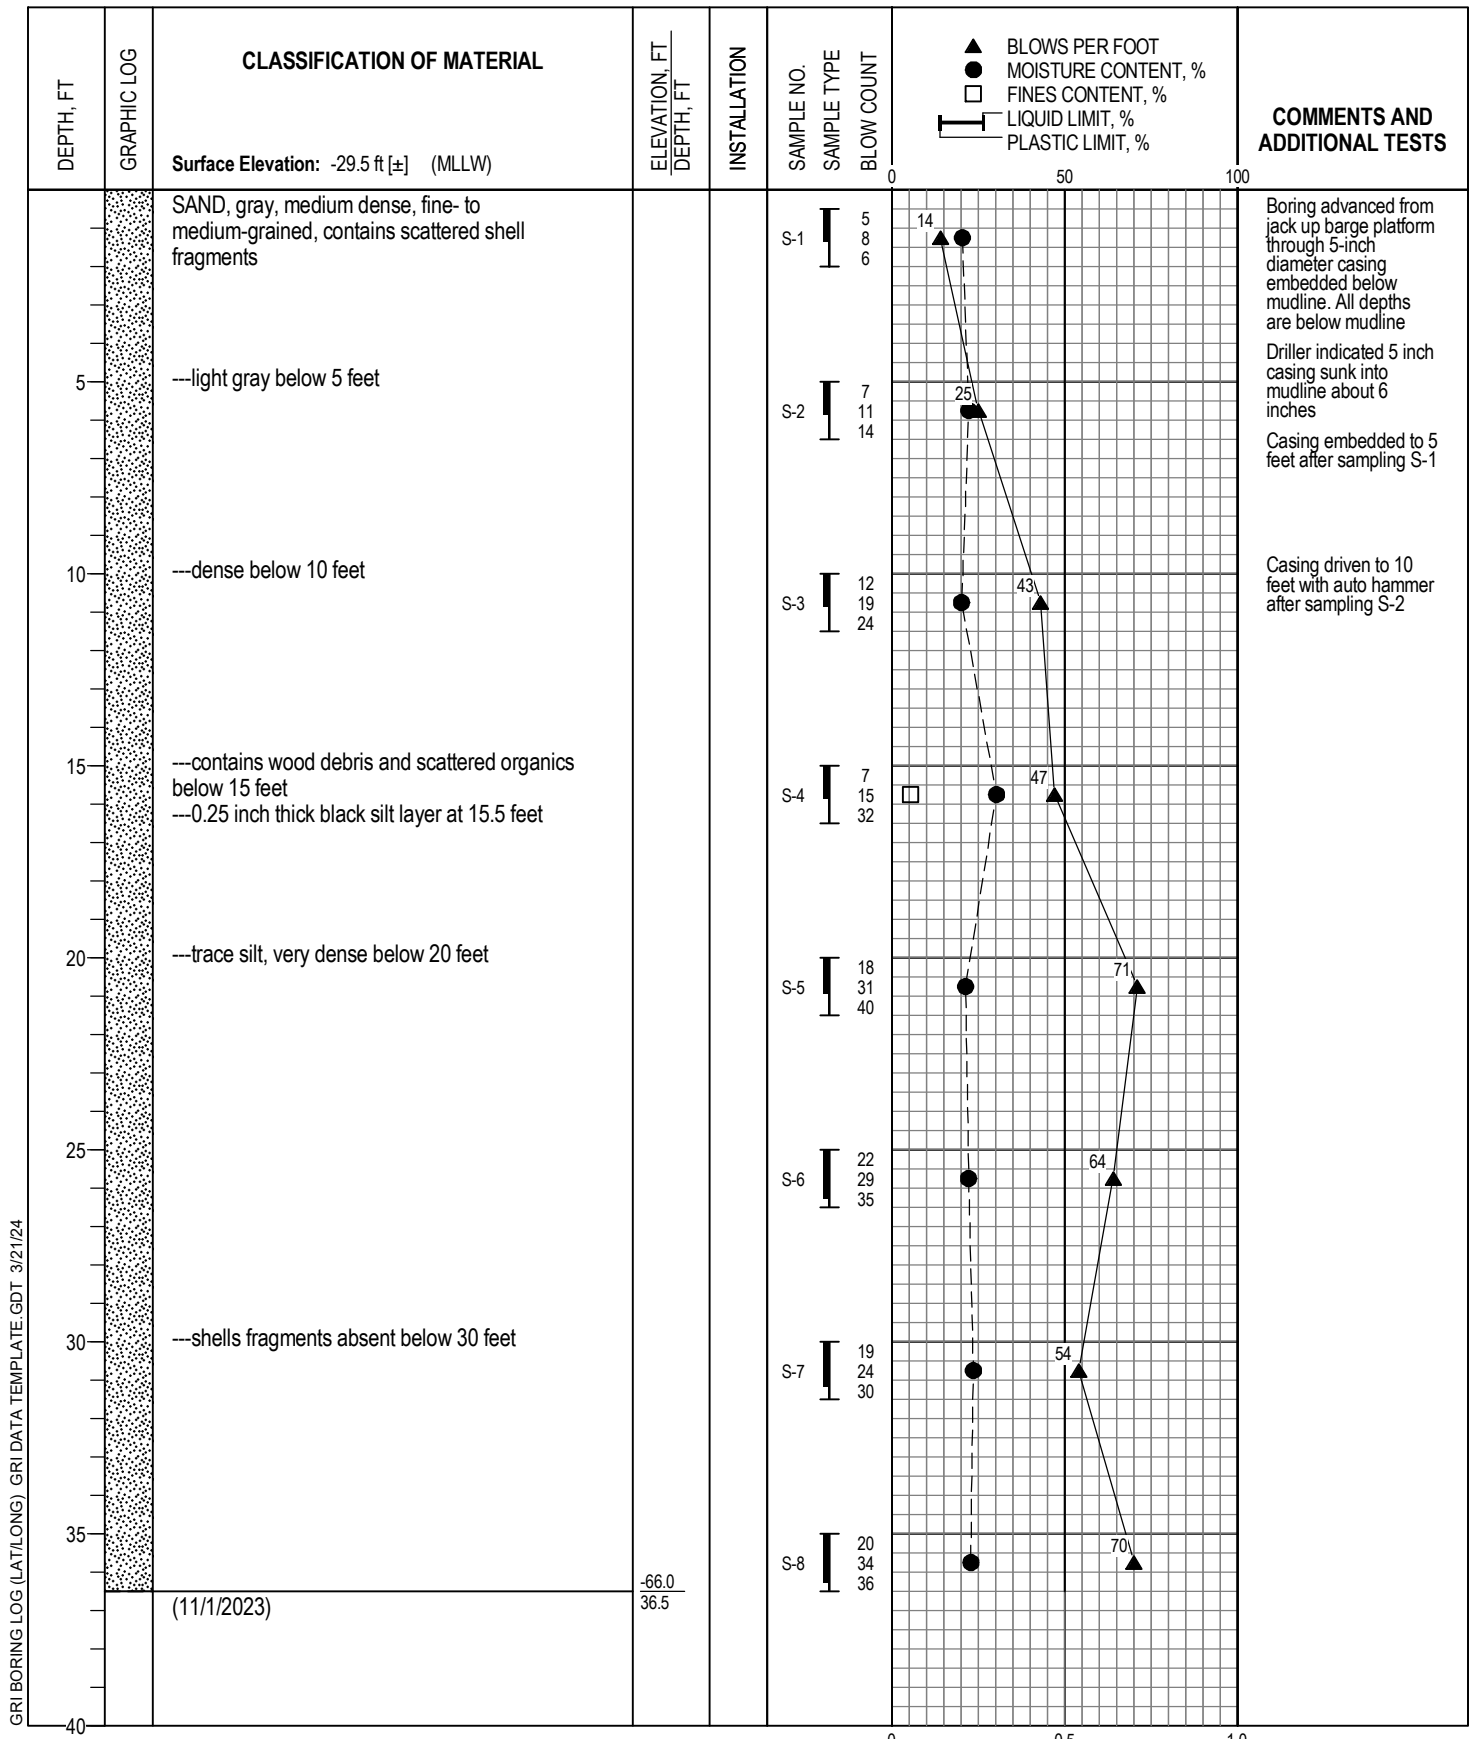 DEPTH, FT
GRAPHIC LOG
CLASSIFICATION OF MATERIAL
Surface Elevation: -29.5 ft [±] (MLLW)
ELEVATION, FT
DEPTH, FT
INSTALLATION
SAMPLE NO.
SAMPLE TYPE
BLOW COUNT
BLOWS PER FOOT
MOISTURE CONTENT, %
FINES CONTENT, %
LIQUID LIMIT, %
PLASTIC LIMIT, %
0 50 100
COMMENTS AND
ADDITIONAL TESTS
SAND, gray, medium dense, fine- to
medium-grained, contains scattered shell
fragments
S-1
5
8
6
14
Boring advanced from
jack up barge platform
through 5-inch
diameter casing
embedded below
mudline. All depths
are below mudline
Driller indicated 5 inch
casing sunk into
mudline about 6
inches
5
---light gray below 5 feet
S-2
7
11
14
25
Casing embedded to 5
feet after sampling S-1
10
---dense below 10 feet
S-3
12
19
24
43
Casing driven to 10
feet with auto hammer
after sampling S-2
15
---contains wood debris and scattered organics
below 15 feet
---0.25 inch thick black silt layer at 15.5 feet
S-4
7
15
32
47
20
---trace silt, very dense below 20 feet
S-5
18
31
40
71
25
S-6
22
29
35
64
30
---shells fragments absent below 30 feet
S-7
19
24
30
54
35
S-8
20
34
36
70
-66.0
36.5
(11/1/2023)
40
GRI BORING LOG (LAT/LONG) GRI DATA TEMPLATE.GDT 3/21/24
0 0.5 1.0